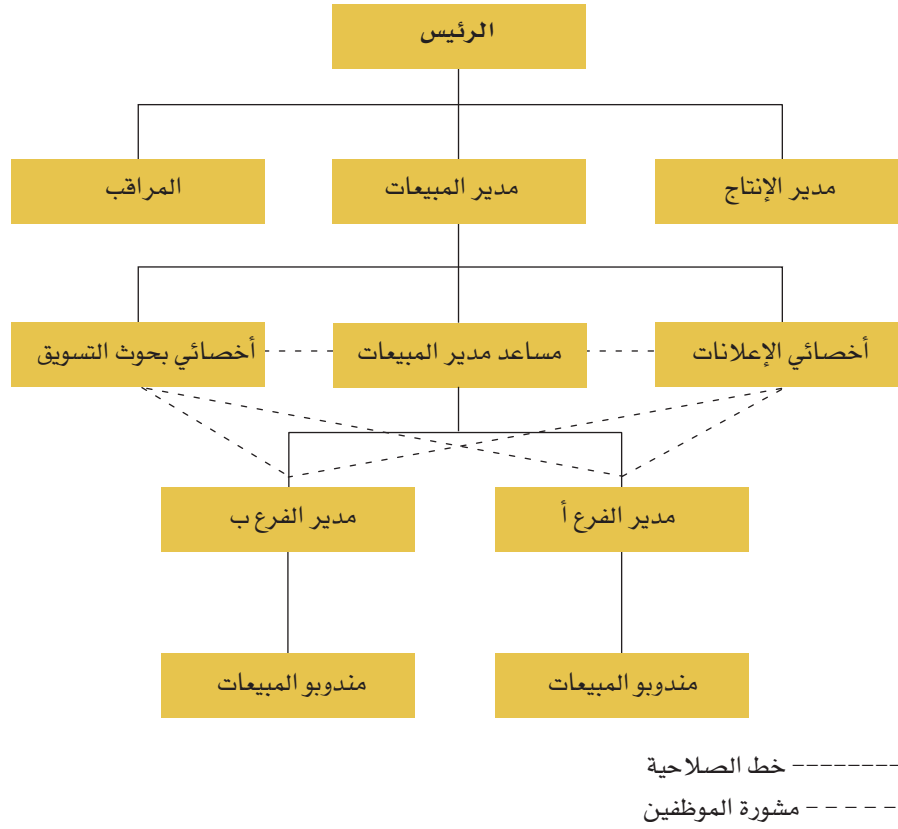 الرئيس
مدير الإنتاج
مدير المبيعات
المراقب
أخصائي الإعلانات
مساعد مدير المبيعات
أخصائي بحوث التسويق
مدير الفرع أ
مدير الفرع ب
مندوبو المبيعات
مندوبو المبيعات
خط الصلاحية
مشورة الموظفين